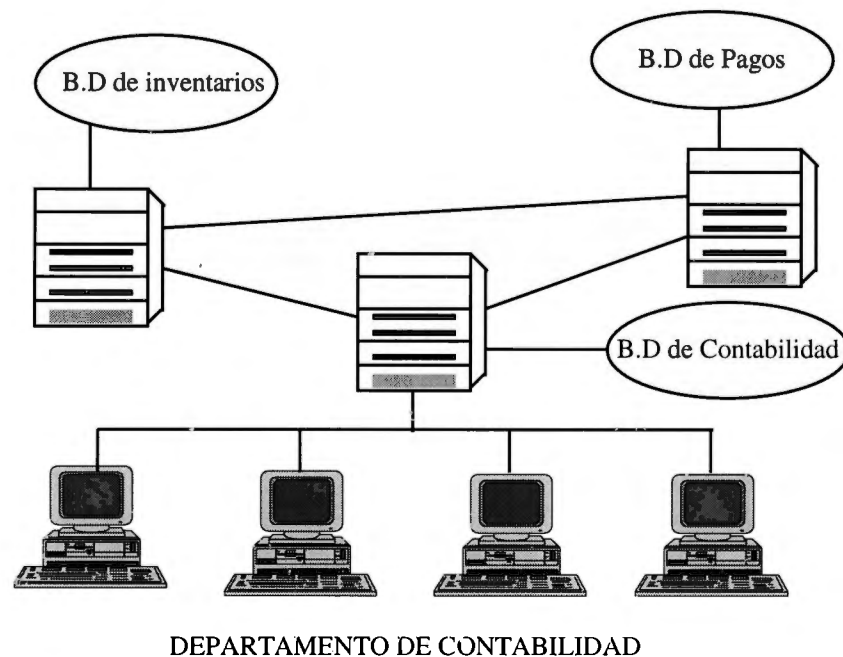 B.D de inventarios
B.D de Pagos
B.D de Contabilidad
DEPARTAMENTO DE CONTABILIDAD